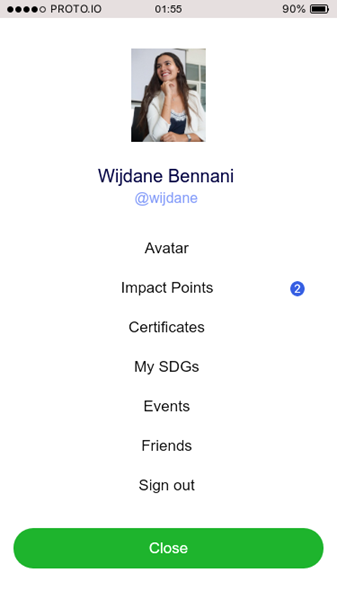 PROTO.IO 01:55 90%
Wijdane Bennani
@wijdane
Avatar
Impact Points 2
Certificates
My SDGs
Events
Friends
Sign out
Close